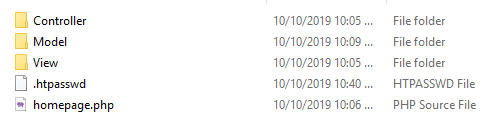 Controller 10/10/2019 10:05 ... File folder
Model 10/10/2019 10:09 ... File folder
View 10/10/2019 10:05 ... File folder
.htpasswd 10/10/2019 10:40 ... HTPASSWD File
homepage.php 10/10/2019 10:06 ... PHP Source File